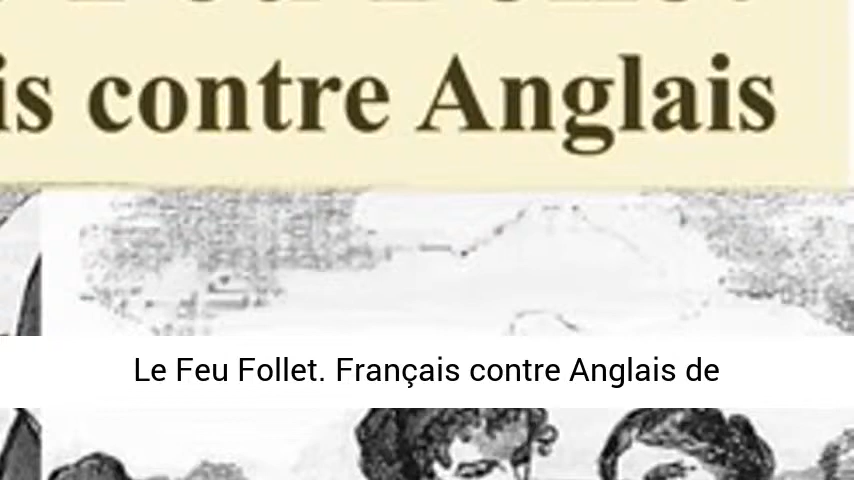 is contre Anglais
Le Feu Follet. Français contre Anglais de